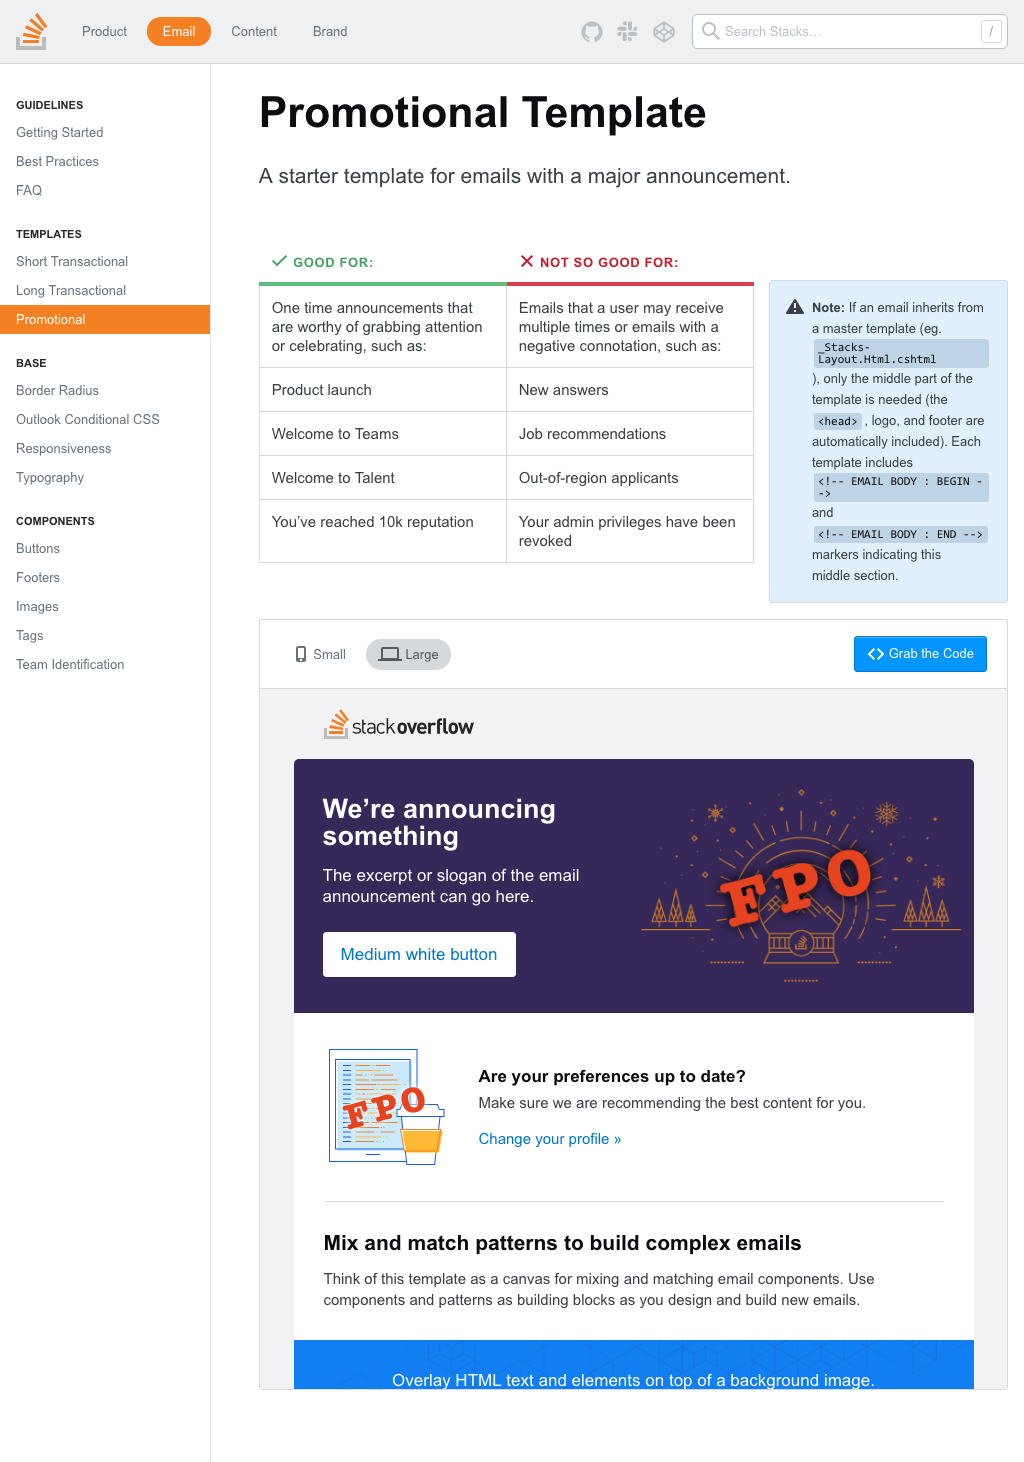 Product
Email
Content
Brand
Search Stacks...
/
GUIDELINES
Getting Started
Best Practices
FAQ
TEMPLATES
Short Transactional
Long Transactional
Promotional
BASE
Border Radius
Outlook Conditional CSS
Responsiveness
Typography
COMPONENTS
Buttons
Footers
Images
Tags
Team Identification
Promotional Template
A starter template for emails with a major announcement.
GOOD FOR:
NOT SO GOOD FOR:
One time announcements that
are worthy of grabbing attention
or celebrating, such as:
Emails that a user may receive
multiple times or emails with a
negative connotation, such as:
Product launch
New answers
Welcome to Teams
Job recommendations
Welcome to Talent
Out-of-region applicants
You’ve reached 10k reputation
Your admin privileges have been
revoked
Note: If an email inherits from
a master template (eg.
_Stacks-
Layout.Html.cshtml
), only the middle part of the
template is needed (the
<head> , logo, and footer are
automatically included). Each
template includes
<!-- EMAIL BODY : BEGIN -
->
and
<!-- EMAIL BODY : END -->
markers indicating this
middle section.
Small
Large
Grab the Code
stackoverflow
We’re announcing
something
The excerpt or slogan of the email
announcement can go here.
Medium white button
FPO
FPO
Are your preferences up to date?
Make sure we are recommending the best content for you.
Change your profile »
Mix and match patterns to build complex emails
Think of this template as a canvas for mixing and matching email components. Use
components and patterns as building blocks as you design and build new emails.
Overlay HTML text and elements on top of a background image.